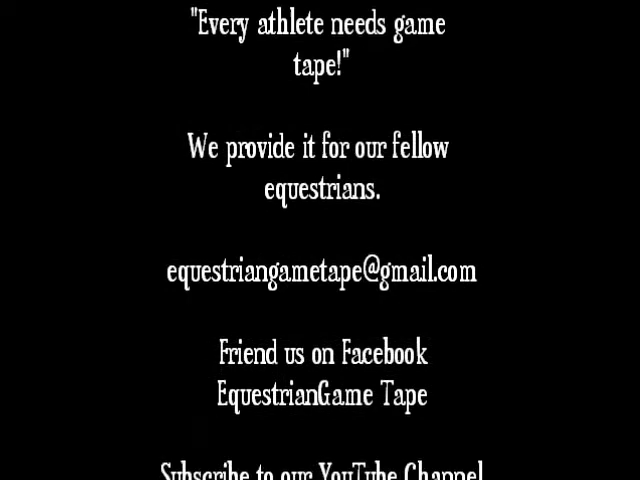 "Every athlete needs game
tape!"
We provide it for our fellow
equestrians.
equestriangametape@gmail.com
Friend us on Facebook
EquestrianGame Tape
Subscribe to our YouTube Channel